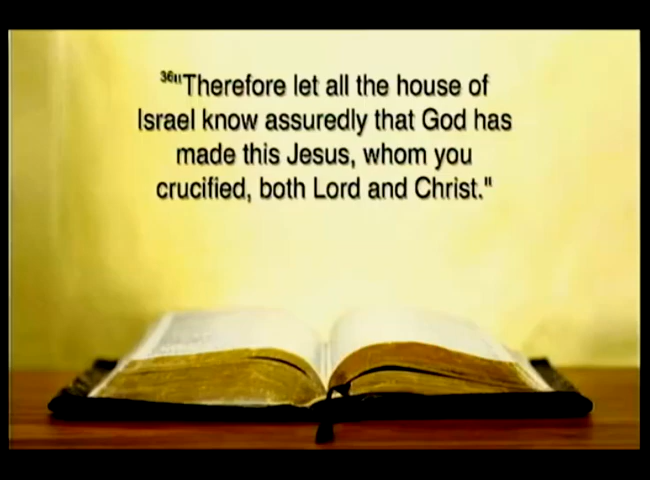 36"Therefore let all the house of
Israel know assuredly that God has
made this Jesus, whom you
crucified, both Lord and Christ."